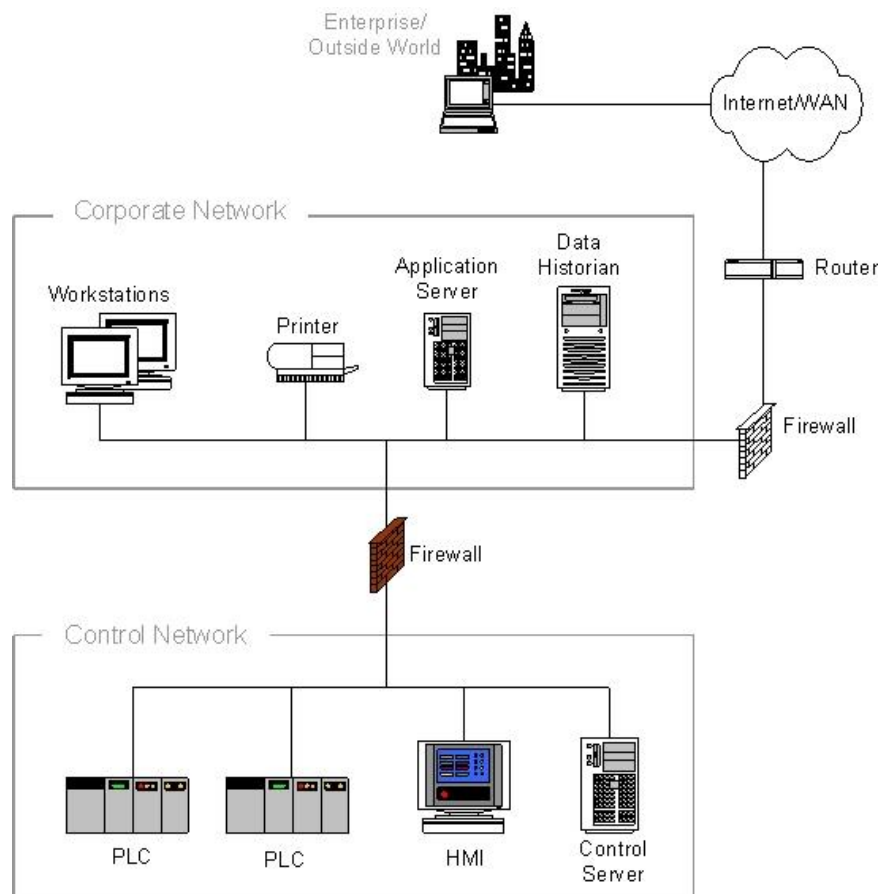 Enterprise/
Outside World
Internet/WAN
Corporate Network
Router
Workstations
Printer
Application
Server
Data
Historian
Firewall
Firewall
Control Network
PLC
PLC
HMI
Control
Server